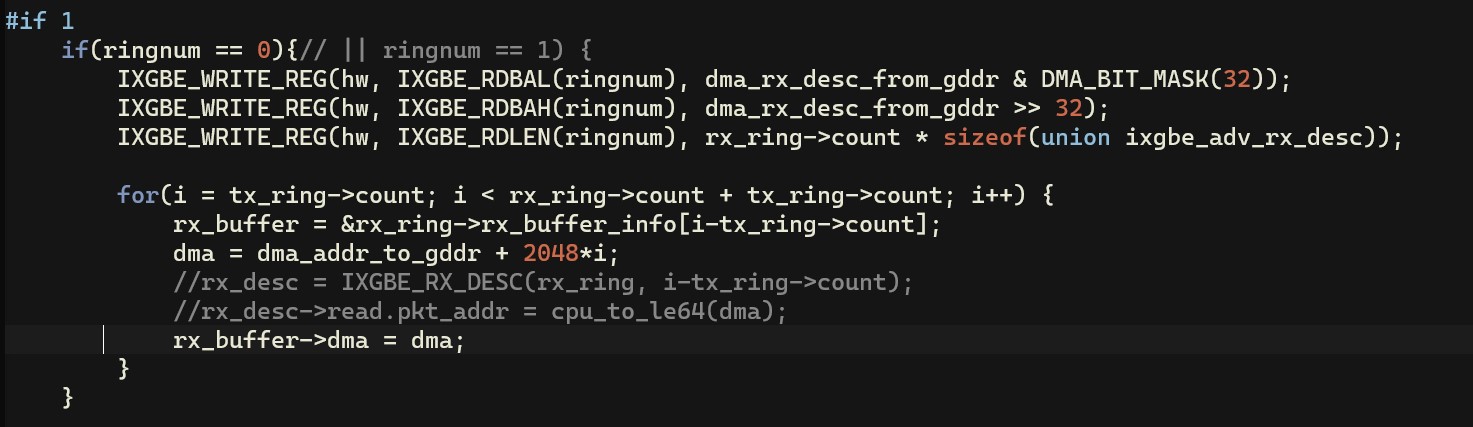 #if 1
    if(ringnum == 0){// || ringnum == 1) {
        IXGBE_WRITE_REG(hw, IXGBE_RDBAL(ringnum), dma_rx_desc_from_gddr & DMA_BIT_MASK(32));
        IXGBE_WRITE_REG(hw, IXGBE_RDBAH(ringnum), dma_rx_desc_from_gddr >> 32);
        IXGBE_WRITE_REG(hw, IXGBE_RDLEN(ringnum), rx_ring->count * sizeof(union ixgbe_adv_rx_desc));

        for(i = tx_ring->count; i < rx_ring->count + tx_ring->count; i++) {
            rx_buffer = &rx_ring->rx_buffer_info[i-tx_ring->count];
            dma = dma_addr_to_gddr + 2048*i;
            //rx_desc = IXGBE_RX_DESC(rx_ring, i-tx_ring->count);
            //rx_desc->read.pkt_addr = cpu_to_le64(dma);
            rx_buffer->dma = dma;
        }
    }